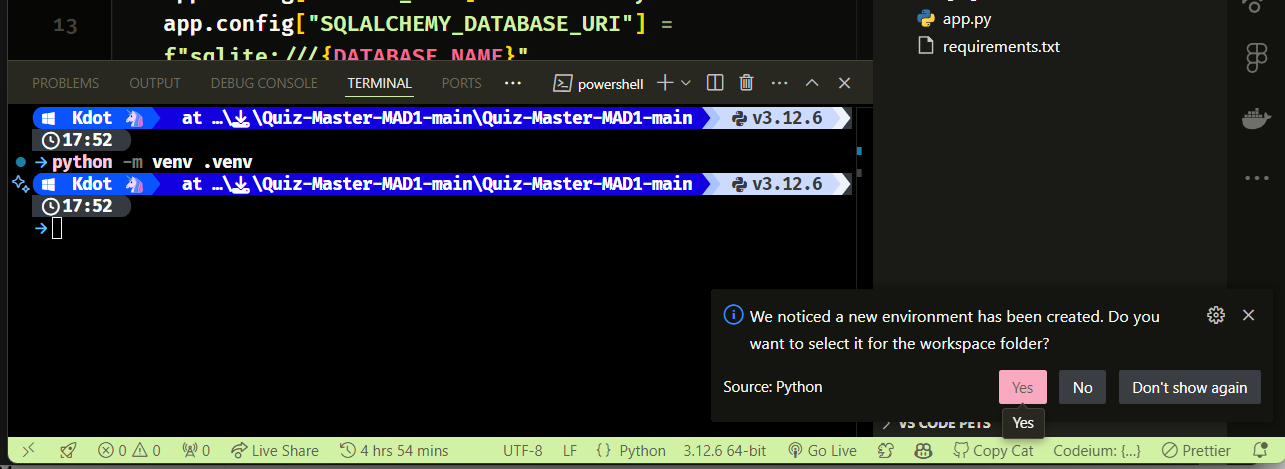 13
app.config["SQLALCHEMY_DATABASE_URI"] =
f"sqlite:///{DATABASE_NAME}"
app.py
requirements.txt
PROBLEMS OUTPUT DEBUG CONSOLE TERMINAL PORTS ... powershell
Kdot at …\Quiz-Master-MAD1-main\Quiz-Master-MAD1-main v3.12.6
17:52
python -m venv .venv
Kdot at …\Quiz-Master-MAD1-main\Quiz-Master-MAD1-main v3.12.6
17:52
We noticed a new environment has been created. Do you
want to select it for the workspace folder?
Source: Python Yes No Don't show again
VS CODE PETS
Yes
0 0 0 Live Share 4 hrs 54 mins UTF-8 LF {} Python 3.12.6 64-bit Go Live Copy Cat Codeium: {...} Prettier